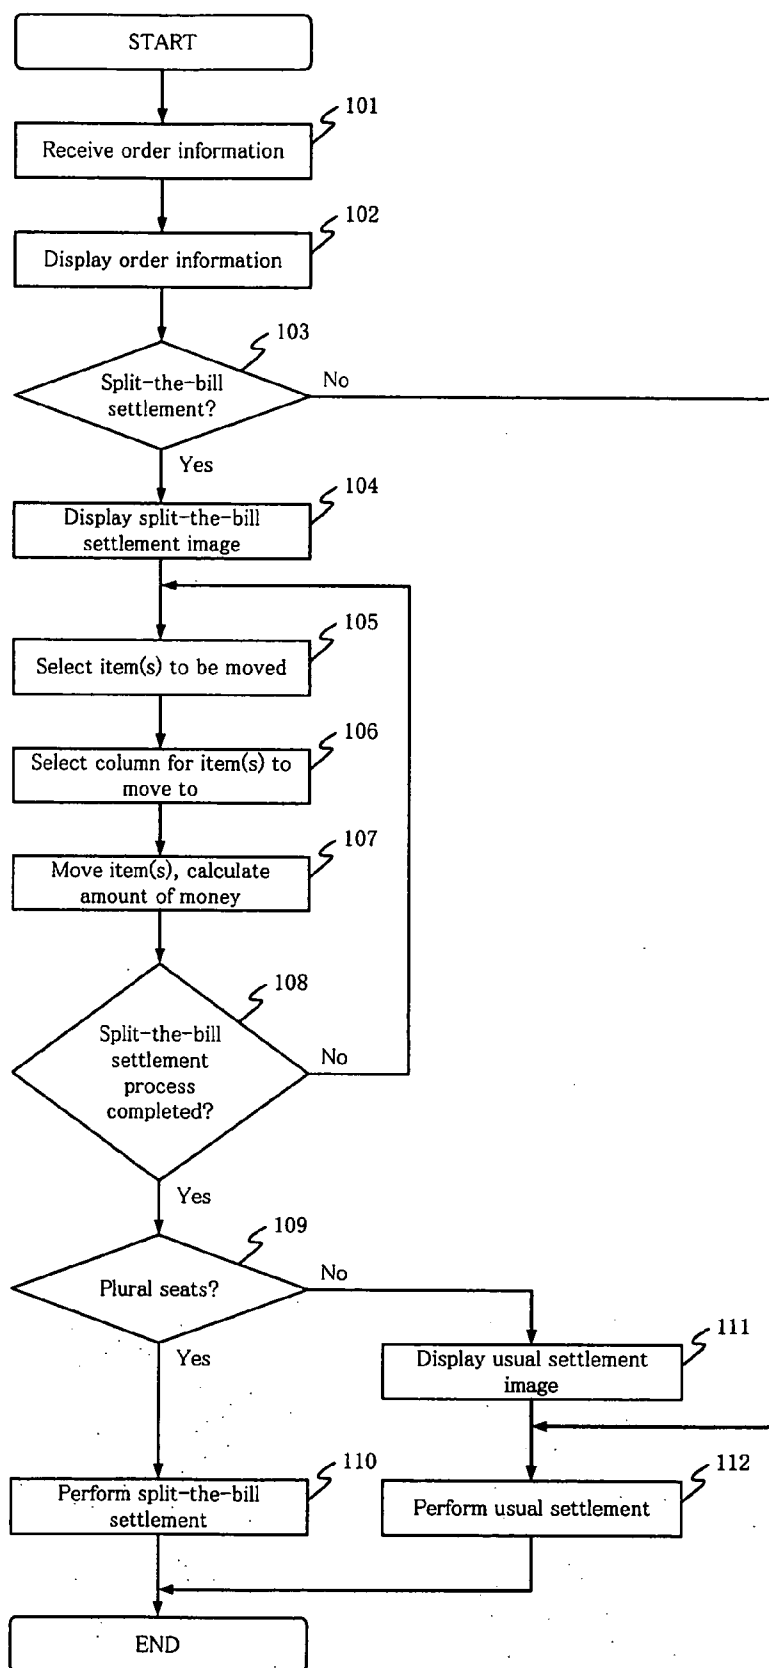 START
101
Receive order information
102
Display order information
103
Split-the-bill
settlement?
No
Yes
104
Display split-the-bill
settlement image
105
Select item(s) to be moved
106
Select column for item(s) to
move to
107
Move item(s), calculate
amount of money
108
Split-the-bill
settlement
process
completed?
No
Yes
109
Plural seats?
No
Yes
111
Display usual settlement
image
110
Perform split-the-bill
settlement
112
Perform usual settlement
END